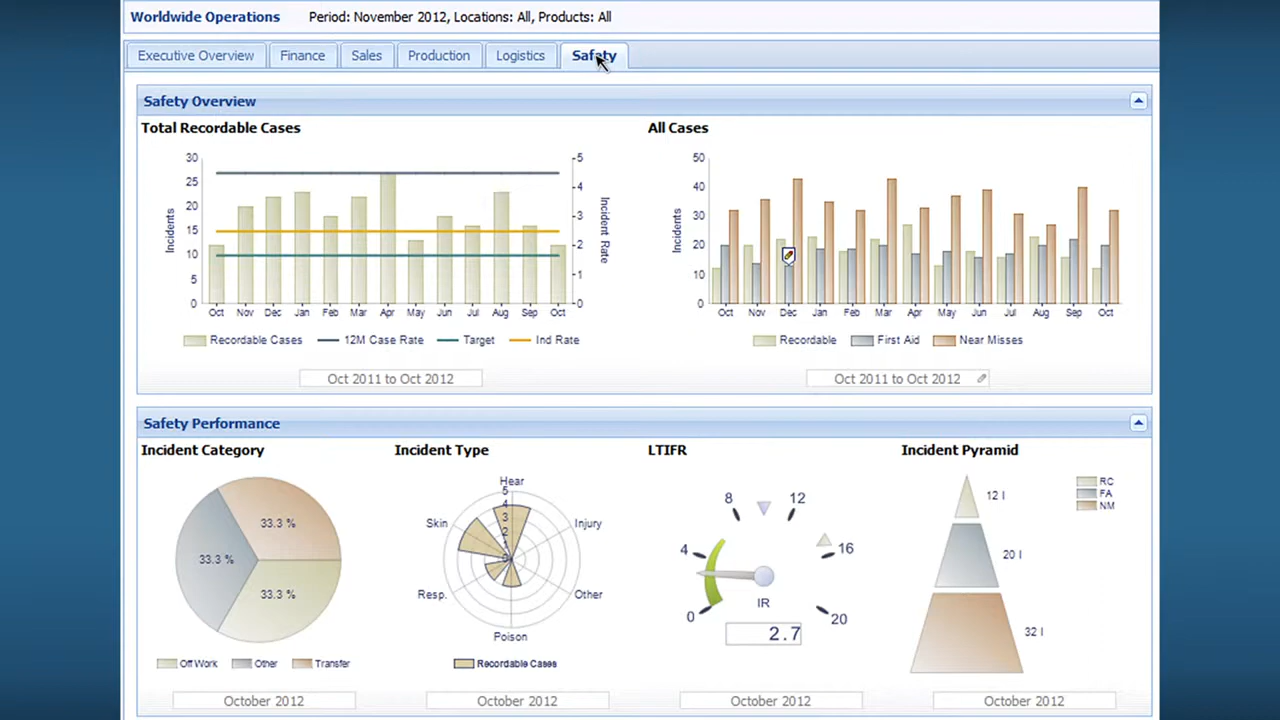 Worldwide Operations Period: November 2012, Locations: All, Products: All
Executive Overview Finance Sales Production Logistics Safety
Safety Overview
Total Recordable Cases
30
25
20
15
10
5
0
Incidents
5
4
3
2
1
0
Incident Rate
Oct Nov Dec Jan Feb Mar Apr May Jun Jul Aug Sep Oct
Recordable Cases 12M Case Rate Target Ind Rate
Oct 2011 to Oct 2012
All Cases
50
40
30
20
10
0
Incidents
Oct Nov Dec Jan Feb Mar Apr May Jun Jul Aug Sep Oct
Recordable First Aid Near Misses
Oct 2011 to Oct 2012
Safety Performance
Incident Category
33.3 %
33.3 %
33.3 %
Off Work Other Transfer
October 2012
Incident Type
Hear
5
4
3
2
1
Skin
Injury
Resp.
Other
Poison
Recordable Cases
October 2012
LTIFR
0
4
8
12
16
20
IR
2.7
October 2012
Incident Pyramid
RC
FA
NM
12 I
20 I
32 I
October 2012